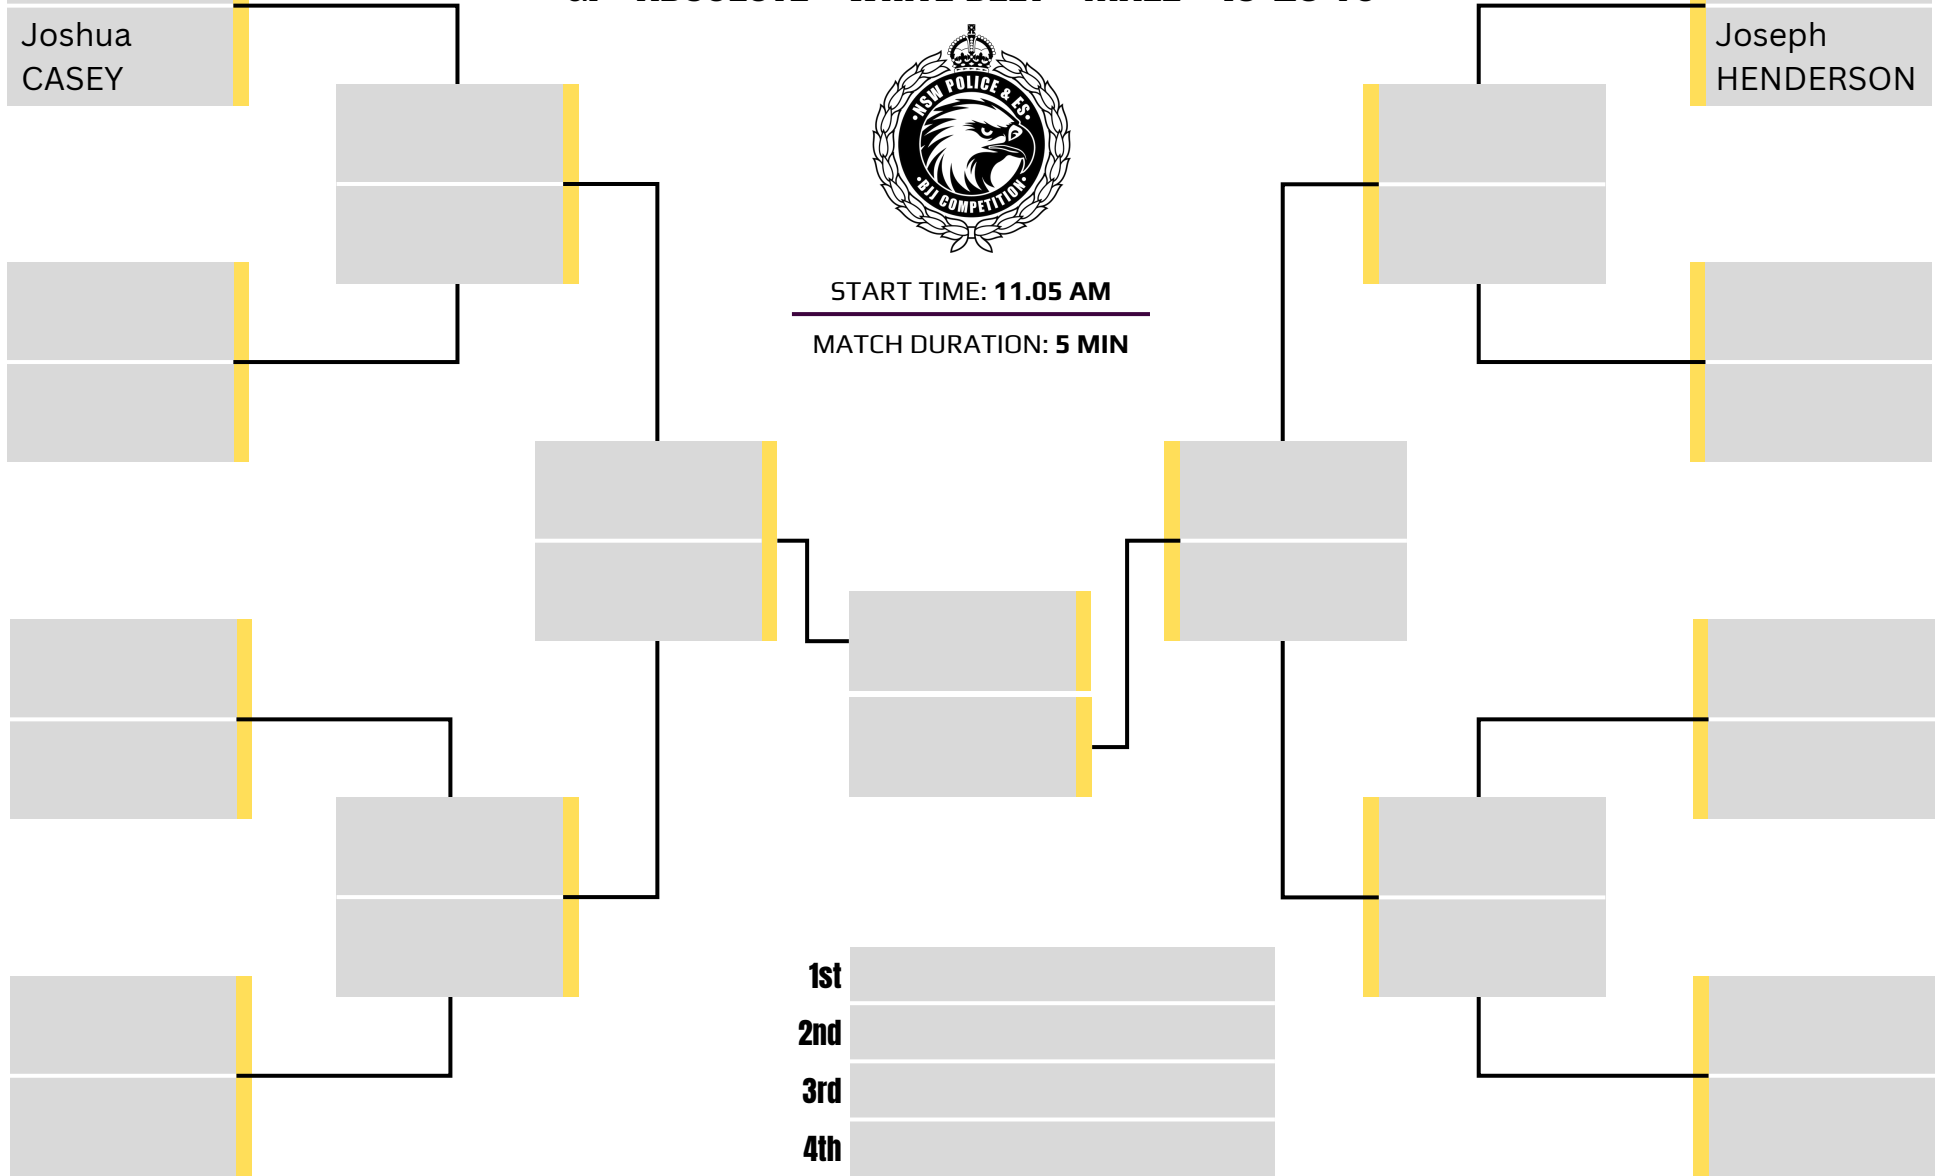 Joshua
CASEY
Joseph
HENDERSON
NSW POLICE & ES
BJJ COMPETITION
START TIME: 11.05 AM
MATCH DURATION: 5 MIN
1st
2nd
3rd
4th